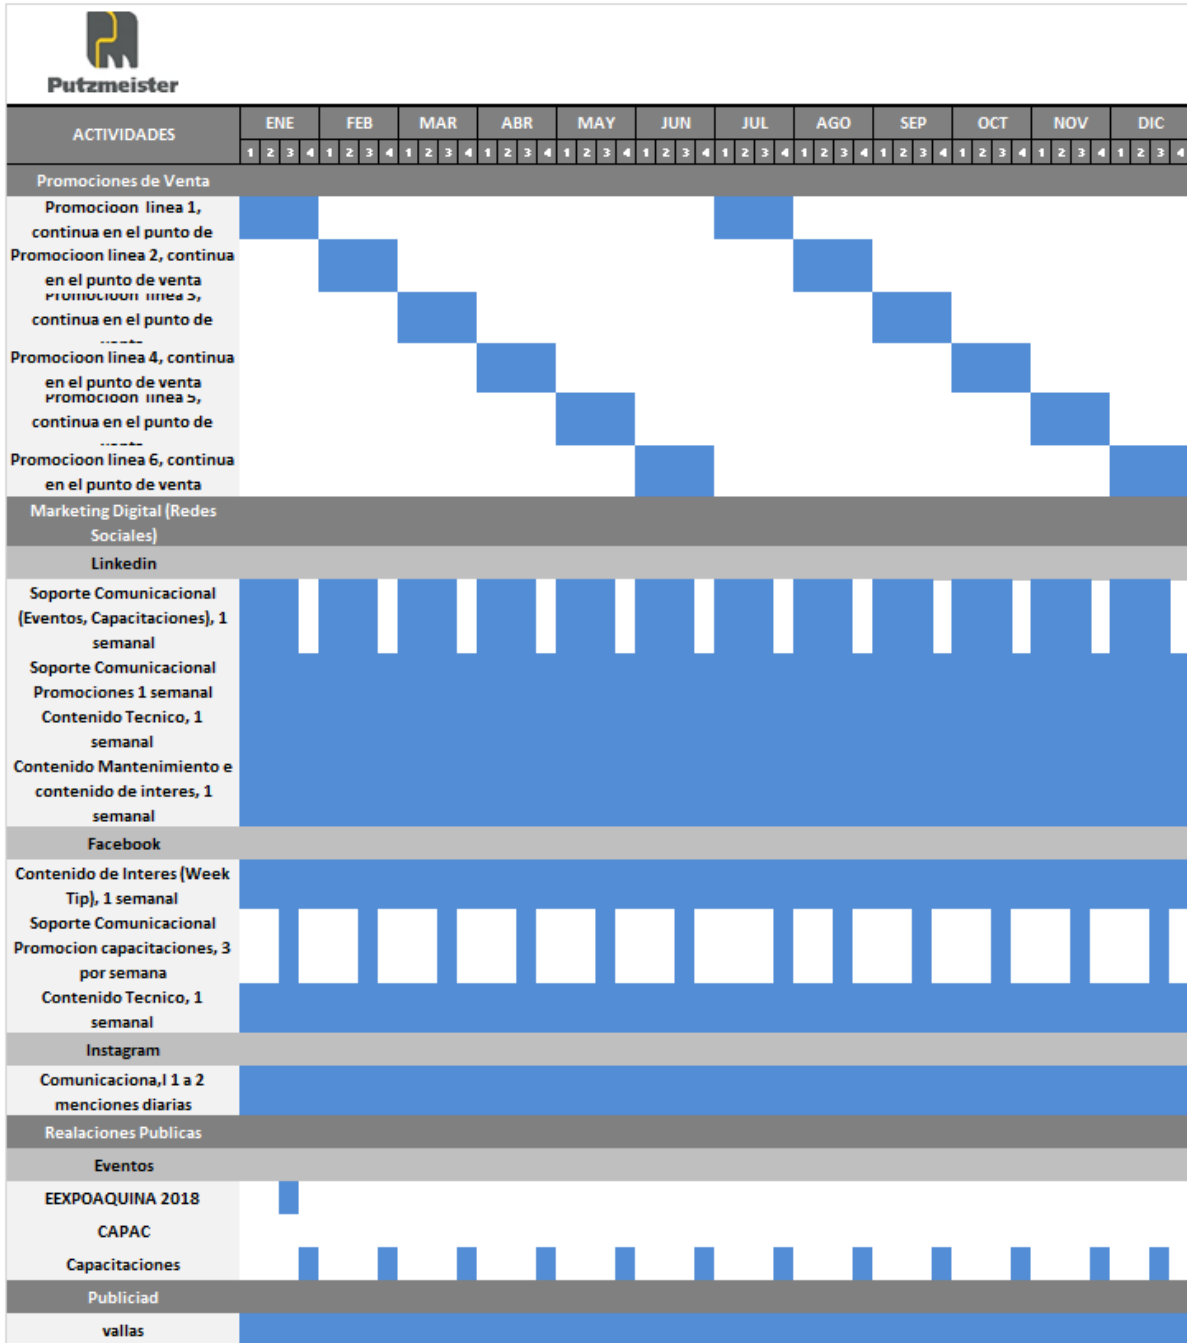 Putzmeister
ACTIVIDADES
ENE FEB MAR ABR MAY JUN JUL AGO SEP OCT NOV DIC
1 2 3 4 1 2 3 4 1 2 3 4 1 2 3 4 1 2 3 4 1 2 3 4 1 2 3 4 1 2 3 4 1 2 3 4 1 2 3 4 1 2 3 4 1 2 3 4
Promociones de Venta
Promocioon linea 1,
continua en el punto de
Promocioon linea 2, continua
en el punto de venta
Promocioon linea 3,
continua en el punto de
Promocioon linea 4, continua
en el punto de venta
Promocioon linea 5,
continua en el punto de
Promocioon linea 6, continua
en el punto de venta
Marketing Digital (Redes
Sociales)
Linkedin
Soporte Comunicacional
(Eventos, Capacitaciones), 1
semanal
Soporte Comunicacional
Promociones 1 semanal
Contenido Tecnico, 1
semanal
Contenido Mantenimiento e
contenido de interes, 1
semanal
Facebook
Contenido de Interes (Week
Tip), 1 semanal
Soporte Comunicacional
Promocion capacitaciones, 3
por semana
Contenido Tecnico, 1
semanal
Instagram
Comunicaciona,l 1 a 2
menciones diarias
Realaciones Publicas
Eventos
EEXPOAQUINA 2018
CAPAC
Capacitaciones
Publiciad
vallas